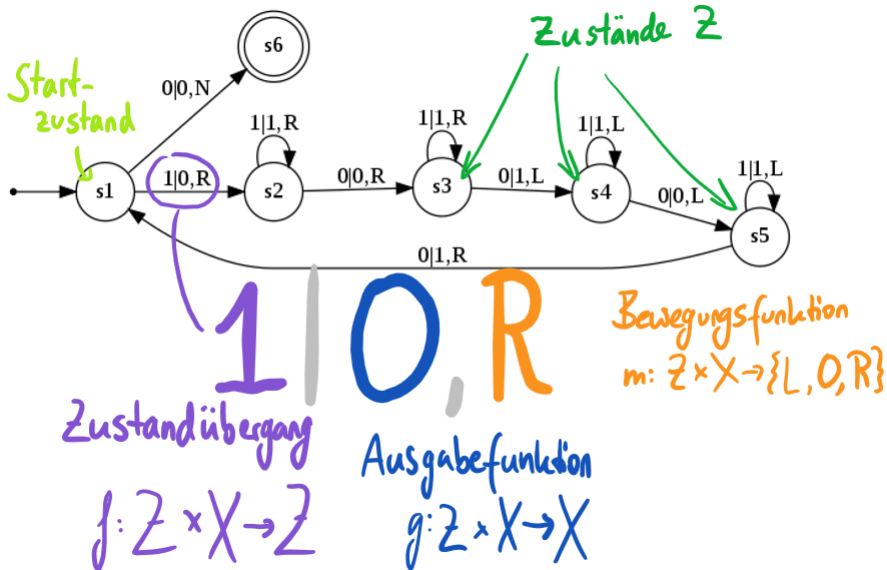 Zustände Z
s6
Start-
zustand
0|0,N
1|1,R
1|1,R
1|1,L
1|1,L
s1
1|0,R
s2
0|0,R
s3
0|1,L
s4
0|0,L
s5
0|1,R
1|0,R
Bewegungsfunktion
m: Z × X → {L, O, R}
Zustandübergang
f: Z × X → Z
Ausgabefunktion
g: Z × X → X